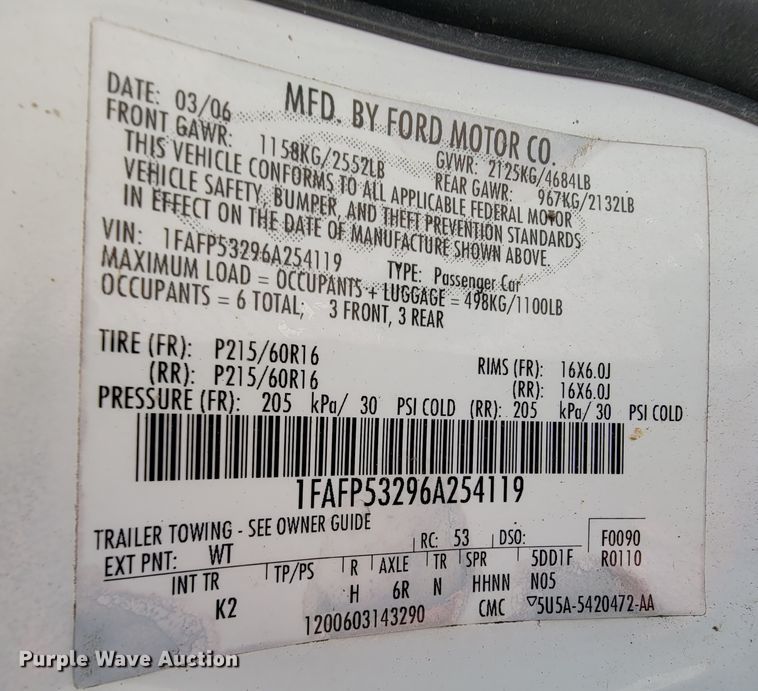 DATE: 03/06 MFD. BY FORD MOTOR CO.
FRONT GAWR: 1158KG/2552LB GVWR: 2125KG/4684LB
REAR GAWR: 967KG/2132LB
THIS VEHICLE CONFORMS TO ALL APPLICABLE FEDERAL MOTOR
VEHICLE SAFETY, BUMPER, AND THEFT PREVENTION STANDARDS
IN EFFECT ON THE DATE OF MANUFACTURE SHOWN ABOVE.
VIN: 1FAFP53296A254119 TYPE: Passenger Car
MAXIMUM LOAD = OCCUPANTS + LUGGAGE = 498KG/1100LB
OCCUPANTS = 6 TOTAL; 3 FRONT, 3 REAR
TIRE (FR): P215/60R16 RIMS (FR): 16X6.0J
(RR): P215/60R16 (RR): 16X6.0J
PRESSURE (FR): 205 kPa/ 30 PSI COLD (RR): 205 kPa/ 30 PSI COLD
1FAFP53296A254119
TRAILER TOWING - SEE OWNER GUIDE
EXT PNT: WT RC: 53 DSO: F0090
INT TR TP/PS R AXLE TR SPR 5DD1F R0110
K2 H 6R N HHNN N05
1200603143290 CMC ▽5U5A-5420472-AA
Purple Wave Auction